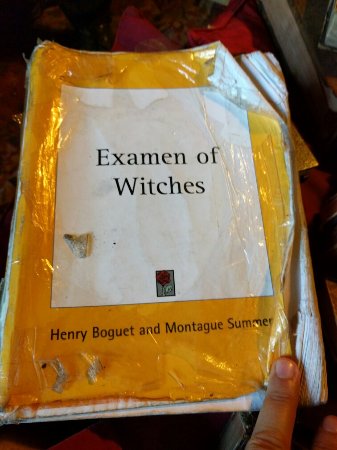 Examen of
Witches
Henry Boguet and Montague Summer